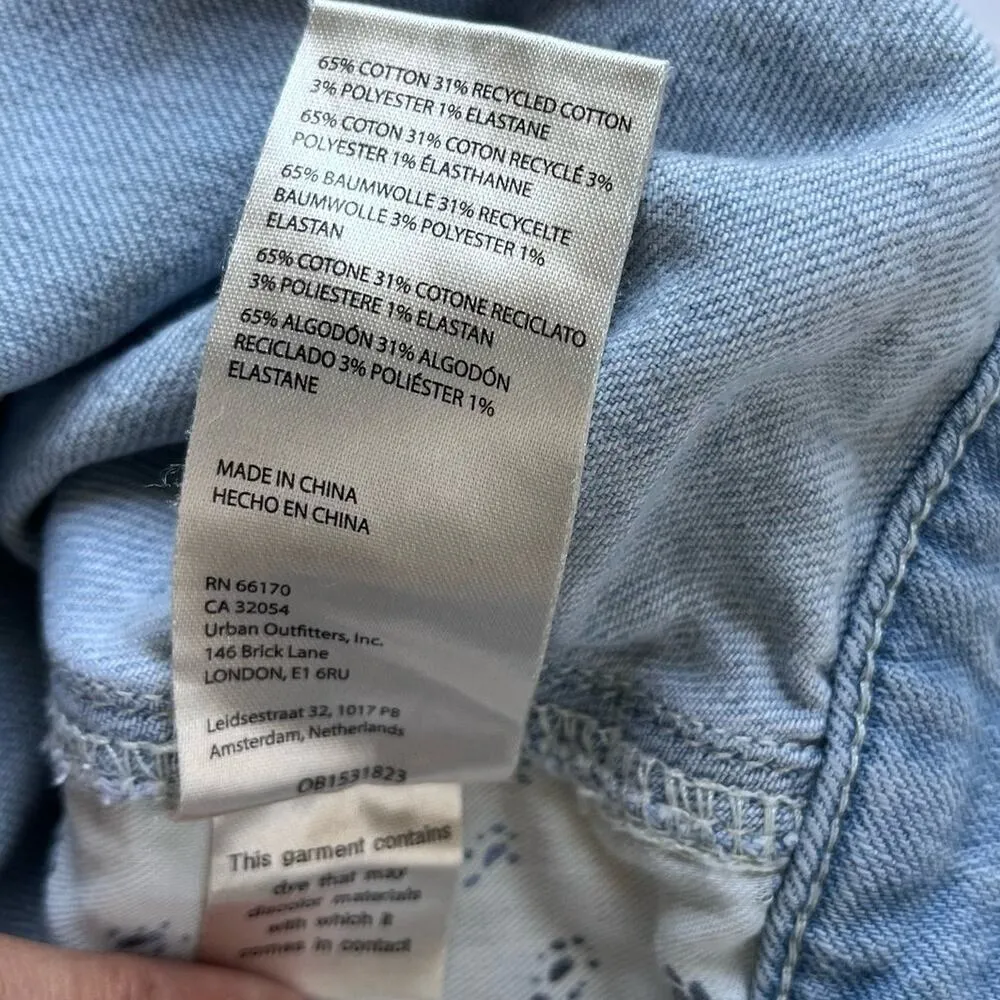 65% COTTON 31% RECYCLED COTTON
3% POLYESTER 1% ELASTANE
65% COTON 31% COTON RECYCLÉ 3%
POLYESTER 1% ÉLASTHANNE
65% BAUMWOLLE 31% RECYCELTE
BAUMWOLLE 3% POLYESTER 1%
ELASTAN
65% COTONE 31% COTONE RECICLATO
3% POLIESTERE 1% ELASTAN
65% ALGODÓN 31% ALGODÓN
RECICLADO 3% POLIÉSTER 1%
ELASTANE
MADE IN CHINA
HECHO EN CHINA
RN 66170
CA 32054
Urban Outfitters, Inc.
146 Brick Lane
LONDON, E1 6RU
Leidsestraat 32, 1017 PB
Amsterdam, Netherlands
OB1531823
This garment contains
dye that may
discolor materials
with which it
comes in contact